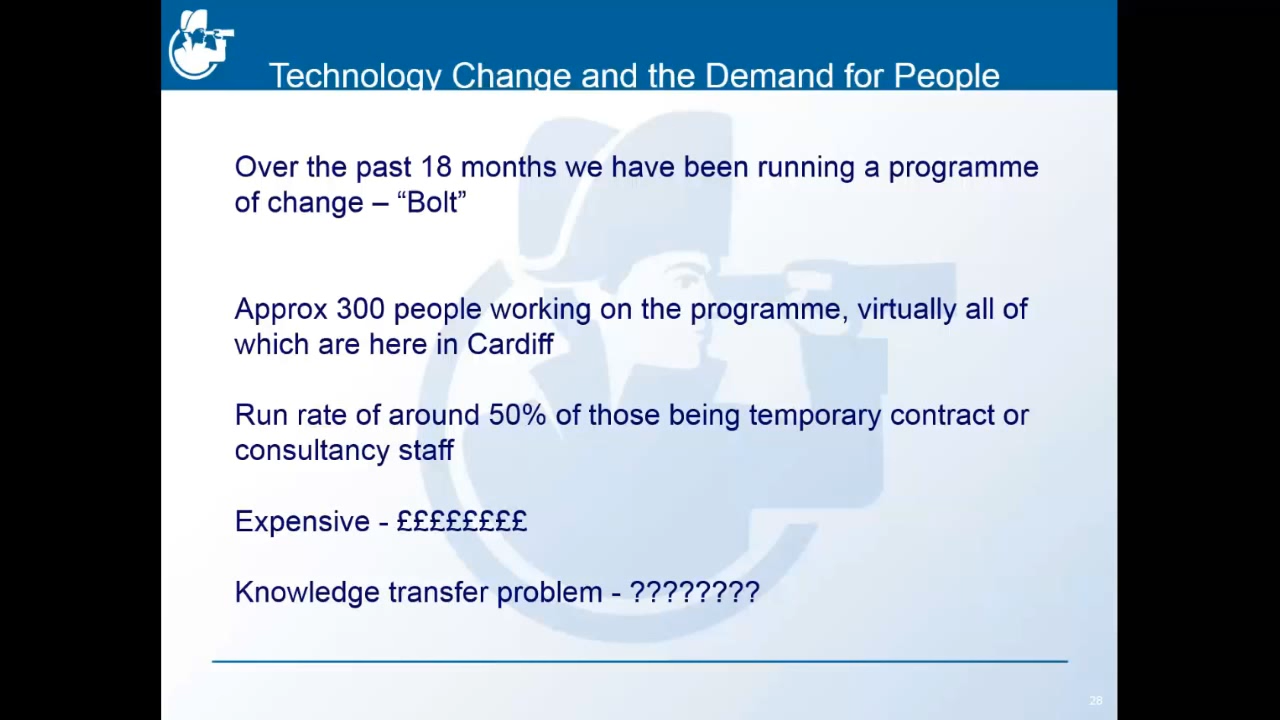 Technology Change and the Demand for People
Over the past 18 months we have been running a programme
of change – “Bolt”
Approx 300 people working on the programme, virtually all of
which are here in Cardiff
Run rate of around 50% of those being temporary contract or
consultancy staff
Expensive - ££££££££
Knowledge transfer problem - ????????
28